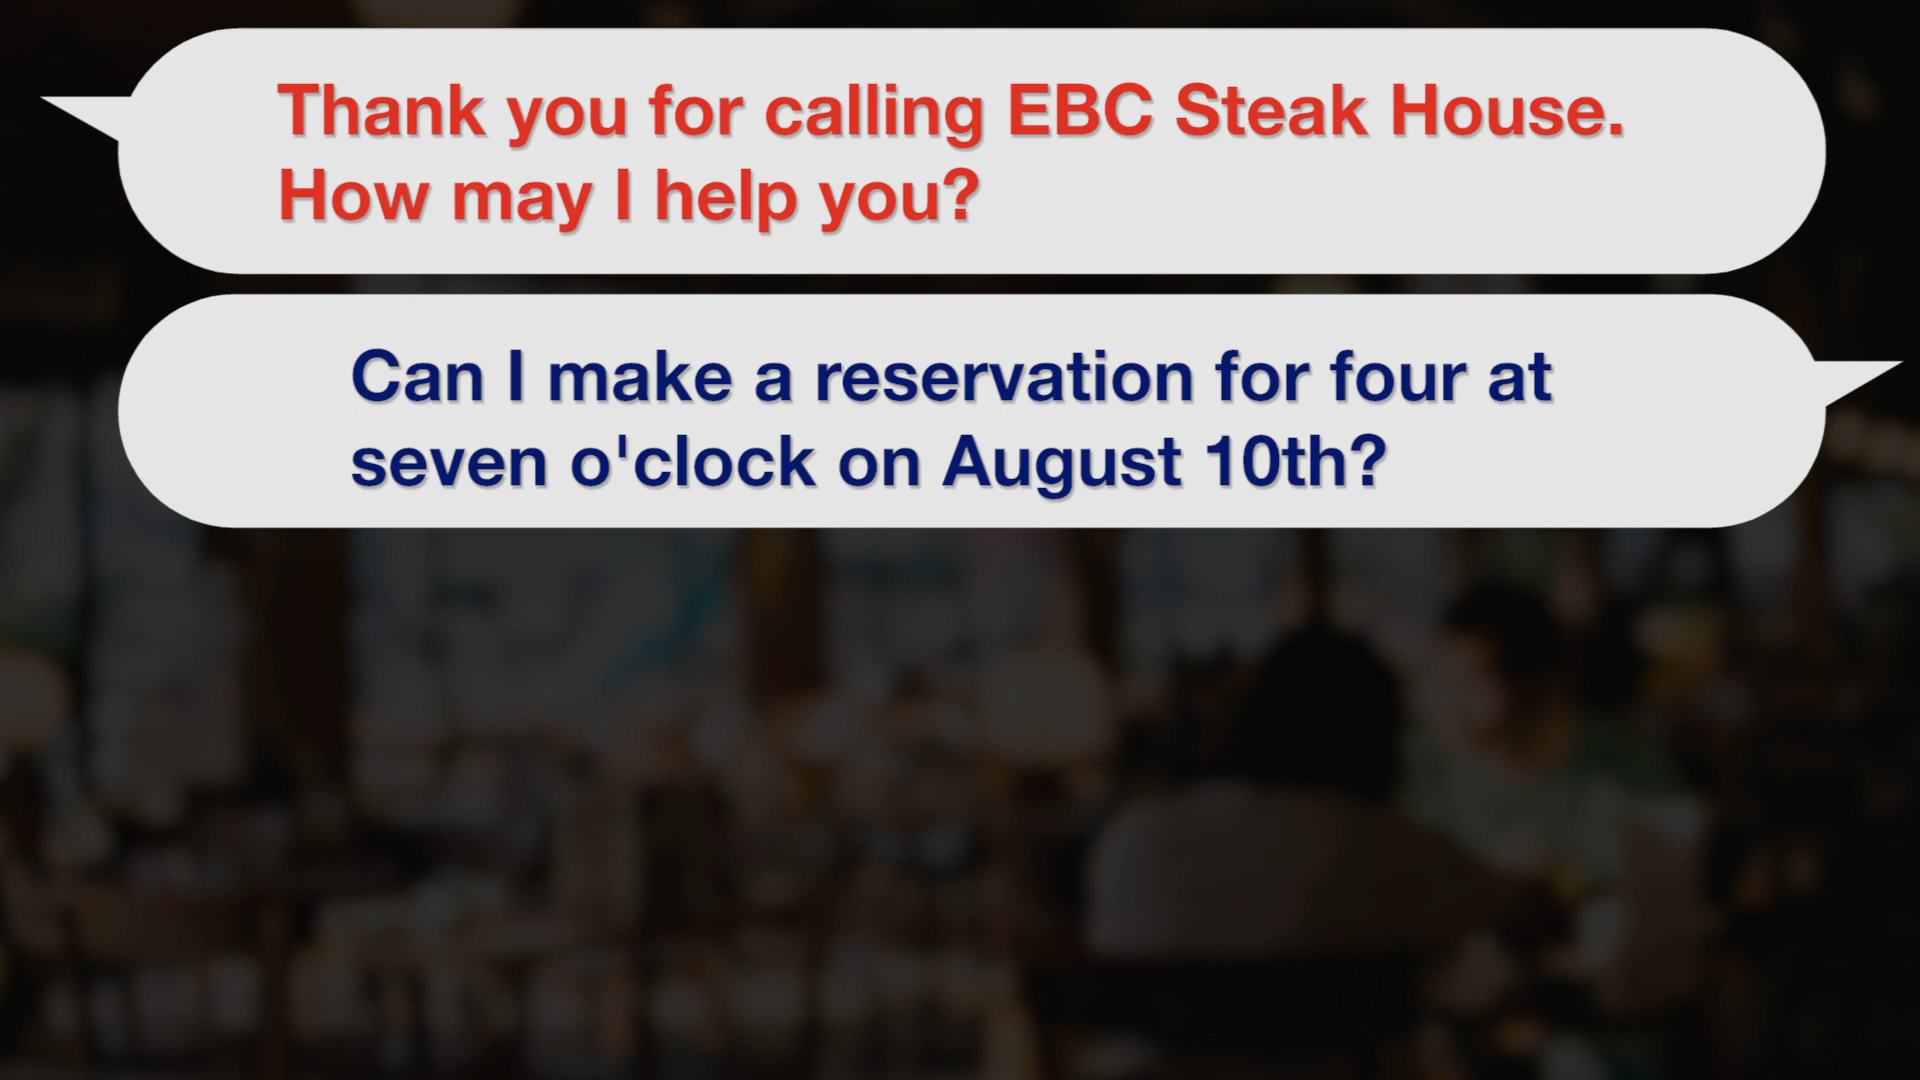 Thank you for calling EBC Steak House.
How may I help you?
Can I make a reservation for four at
seven o'clock on August 10th?